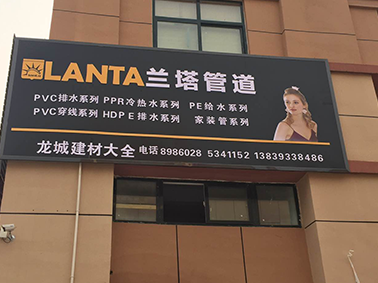 LANTA兰塔管道
PVC排水系列 PPR冷热水系列 PE给水系列
PVC穿线系列 HDPE排水系列 家装管系列
龙城建材大全 电话 8986028 5341152 13839338486